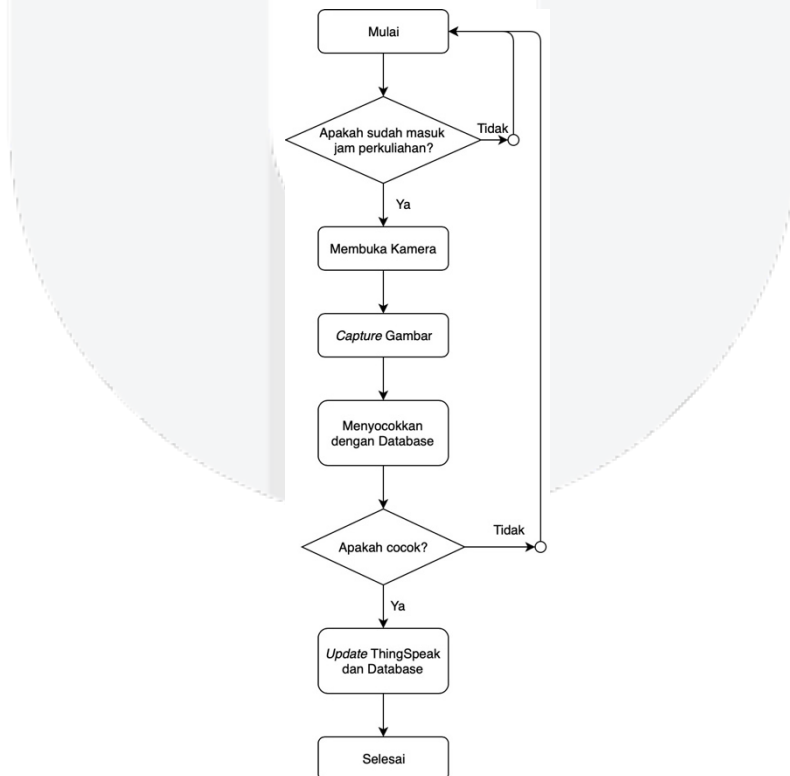 Mulai
Apakah sudah masuk
jam perkuliahan?
Tidak
Ya
Membuka Kamera
Capture Gambar
Menyocokkan
dengan Database
Apakah cocok?
Tidak
Ya
Update ThingSpeak
dan Database
Selesai